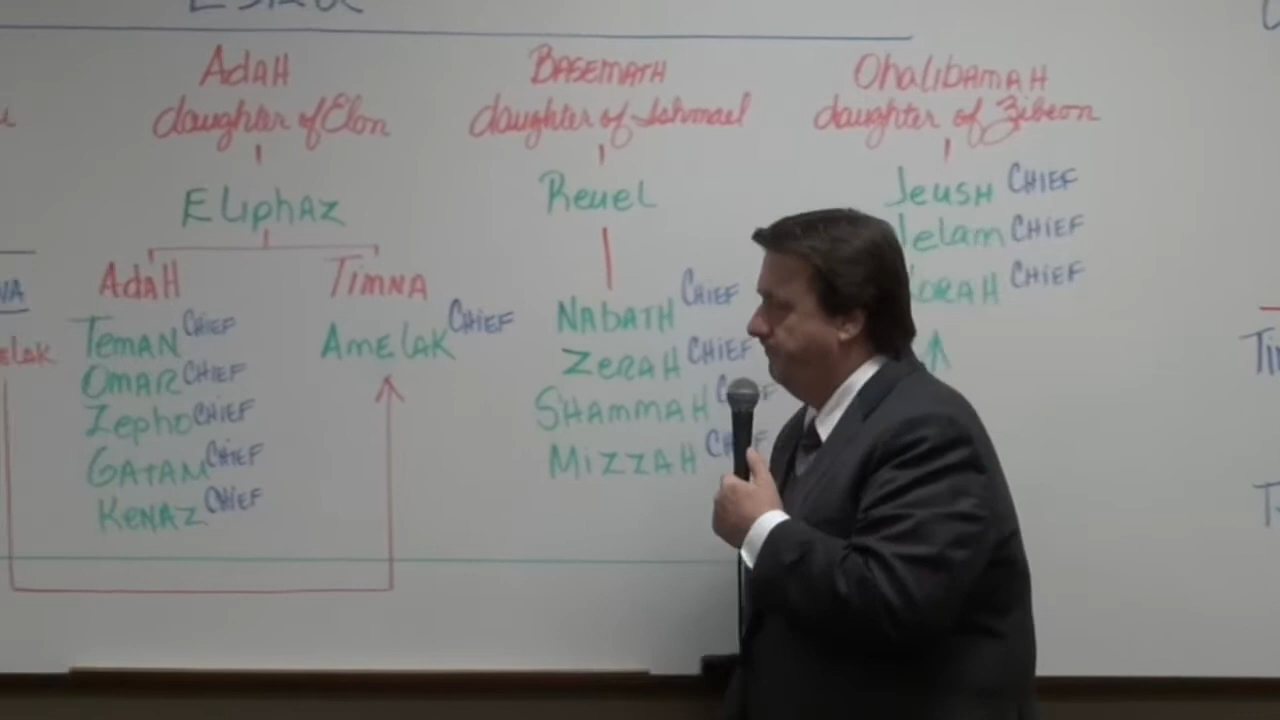 Adah
daughter of Elon
Eliphaz
Adah
Teman Chief
Omar Chief
Zepho Chief
Gatam Chief
Kenaz Chief
Timna
Amelak Chief
Basemath
daughter of Ishmael
Reuel
Nabath Chief
Zerah Chief
Shammah
Mizzah
Ohalibamah
daughter of Zibeon
Jeush Chief
Jelam Chief
Korah Chief